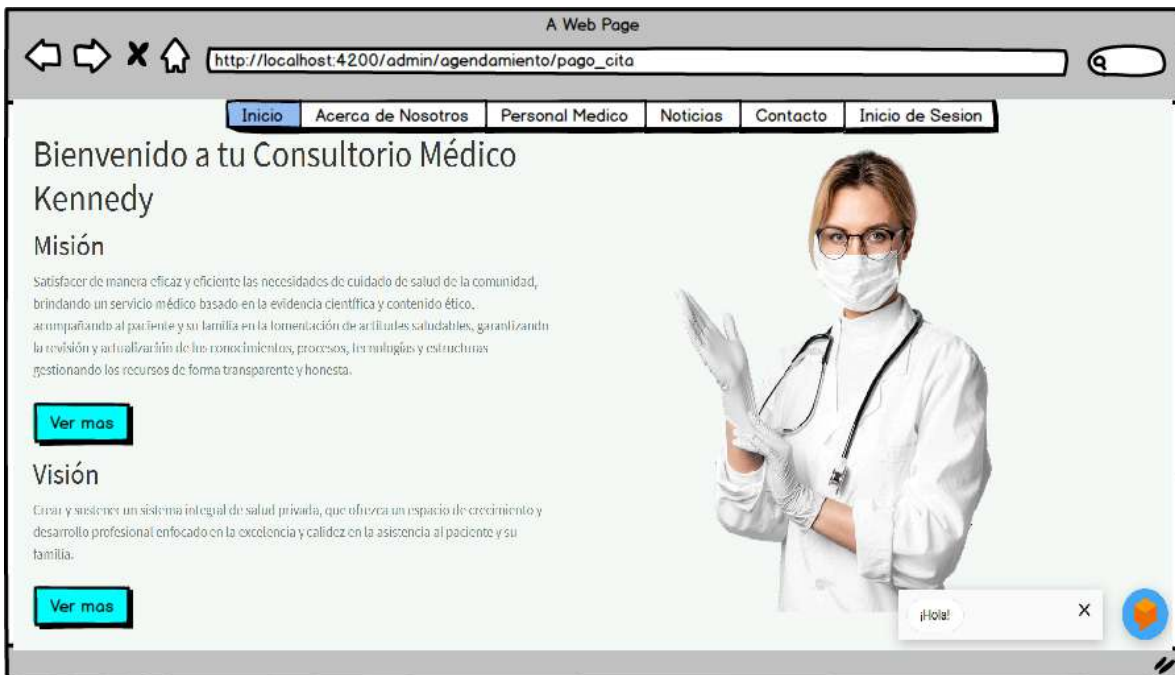 A Web Page
http://localhost:4200/admin/agendamiento/pago_cita
Inicio Acerca de Nosotros Personal Medico Noticias Contacto Inicio de Sesion
Bienvenido a tu Consultorio Médico
Kennedy
Misión
Satisfacer de manera eficaz y eficiente las necesidades de cuidado de salud de la comunidad,
brindando un servicio médico basado en la evidencia científica y contenido ético,
acompañando al paciente y su familia en la fomentación de actitudes saludables, garantizando
la revisión y actualización de los conocimientos, procesos, tecnologías y estructuras
gestionando los recursos de forma transparente y honesta.
Ver mas
Visión
Crear y sostener un sistema integral de salud privada, que ofrezca un espacio de crecimiento y
desarrollo profesional enfocado en la excelencia y calidez en la asistencia al paciente y su
familia.
Ver mas
¡Hola!